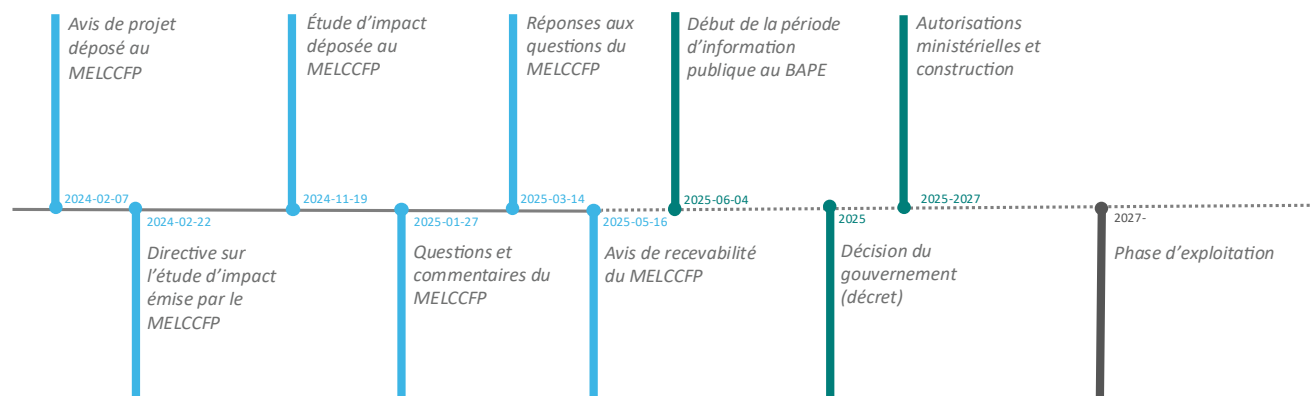 Avis de projet
déposé au
MELCCFP
2024-02-07
2024-02-22
Directive sur
l’étude d’impact
émise par le
MELCCFP
Étude d’impact
déposée au
MELCCFP
2024-11-19
2025-01-27
Questions et
commentaires du
MELCCFP
Réponses aux
questions du
MELCCFP
2025-03-14
2025-05-16
Avis de recevabilité
du MELCCFP
Début de la période
d’information
publique au BAPE
2025-06-04
2025
Décision du
gouvernement
(décret)
Autorisations
ministérielles et
construction
2025-2027
2027-
Phase d’exploitation